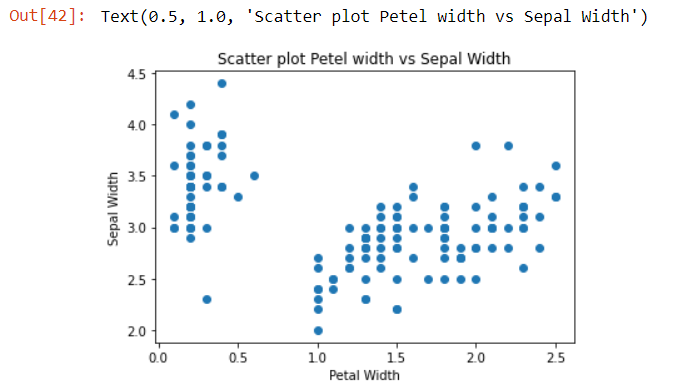 Out[42]: Text(0.5, 1.0, 'Scatter plot Petel width vs Sepal Width')
Scatter plot Petel width vs Sepal Width
4.5
4.0
3.5
3.0
2.5
2.0
Sepal Width
0.0 0.5 1.0 1.5 2.0 2.5
Petal Width